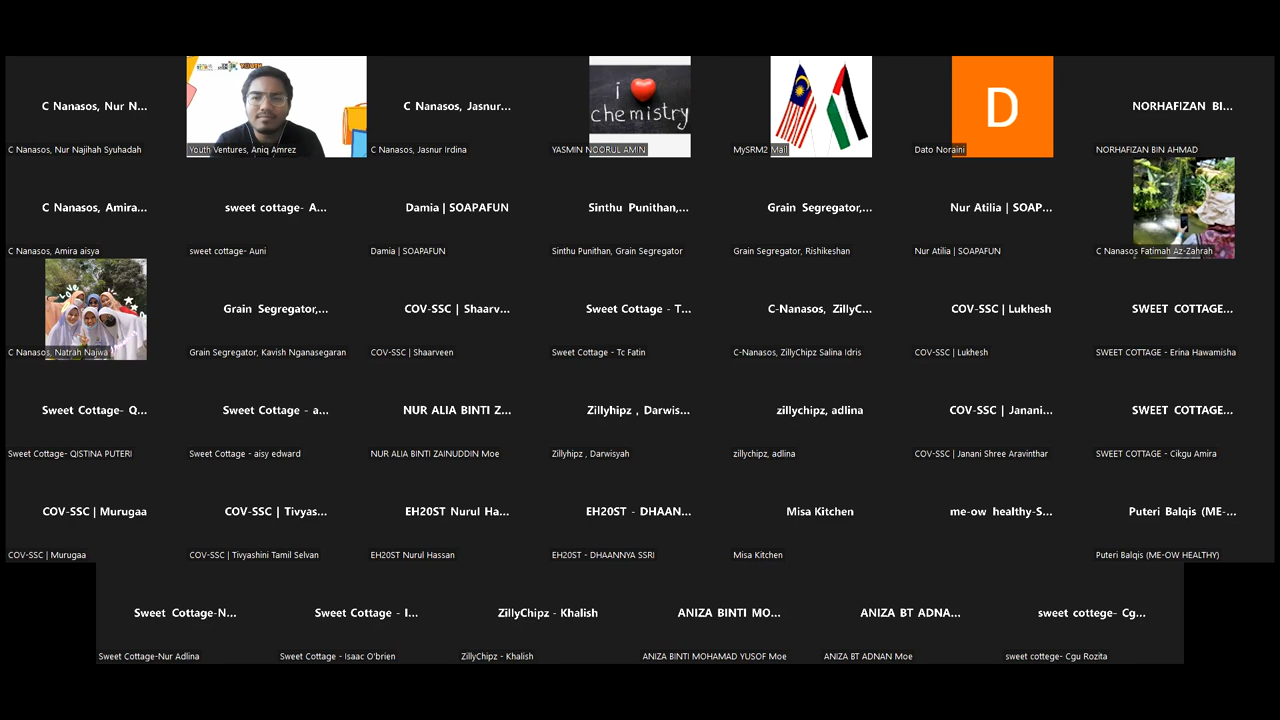 C Nanasos, Nur N...
C Nanasos, Nur Najihah Syuhadah
YOUTH
Youth Ventures, Aniq Amrez
C Nanasos, Jasnur...
C Nanasos, Jasnur Irdina
i
chemistry
YASMIN NOORUL AMIN
MySRM2 Mail
D
Dato Noraini
NORHAFIZAN BI...
NORHAFIZAN BIN AHMAD
C Nanasos, Amira...
C Nanasos, Amira aisya
sweet cottage- A...
sweet cottage- Auni
Damia | SOAPAFUN
Damia | SOAPAFUN
Sinthu Punithan,...
Sinthu Punithan, Grain Segregator
Grain Segregator,...
Grain Segregator, Rishikeshan
Nur Atilia | SOAP...
Nur Atilia | SOAPAFUN
C Nanasos Fatimah Az-Zahrah
LOVE
C Nanasos, Natrah Najwa
Grain Segregator,...
Grain Segregator, Kavish Nganasegaran
COV-SSC | Shaarv...
COV-SSC | Shaarveen
Sweet Cottage - T...
Sweet Cottage - Tc Fatin
C-Nanasos, ZillyC...
C-Nanasos, ZillyChipz Salina Idris
COV-SSC | Lukhesh
COV-SSC | Lukhesh
SWEET COTTAGE...
SWEET COTTAGE - Erina Hawamisha
Sweet Cottage- Q...
Sweet Cottage- QISTINA PUTERI
Sweet Cottage - a...
Sweet Cottage - aisy edward
NUR ALIA BINTI Z...
NUR ALIA BINTI ZAINUDDIN Moe
Zillyhipz , Darwis...
Zillyhipz , Darwisyah
zillychipz, adlina
zillychipz, adlina
COV-SSC | Janani...
COV-SSC | Janani Shree Aravinthar
SWEET COTTAGE...
SWEET COTTAGE - Cikgu Amira
COV-SSC | Murugaa
COV-SSC | Murugaa
COV-SSC | Tivyas...
COV-SSC | Tivyashini Tamil Selvan
EH20ST Nurul Ha...
EH20ST Nurul Hassan
EH20ST - DHAAN...
EH20ST - DHAANNYA SSRI
Misa Kitchen
Misa Kitchen
me-ow healthy-S...
Puteri Balqis (ME-...
Puteri Balqis (ME-OW HEALTHY)
Sweet Cottage-N...
Sweet Cottage-Nur Adlina
Sweet Cottage - I...
Sweet Cottage - Isaac O'brien
ZillyChipz - Khalish
ZillyChipz - Khalish
ANIZA BINTI MO...
ANIZA BINTI MOHAMAD YUSOF Moe
ANIZA BT ADNA...
ANIZA BT ADNAN Moe
sweet cottege- Cg...
sweet cottege- Cgu Rozita